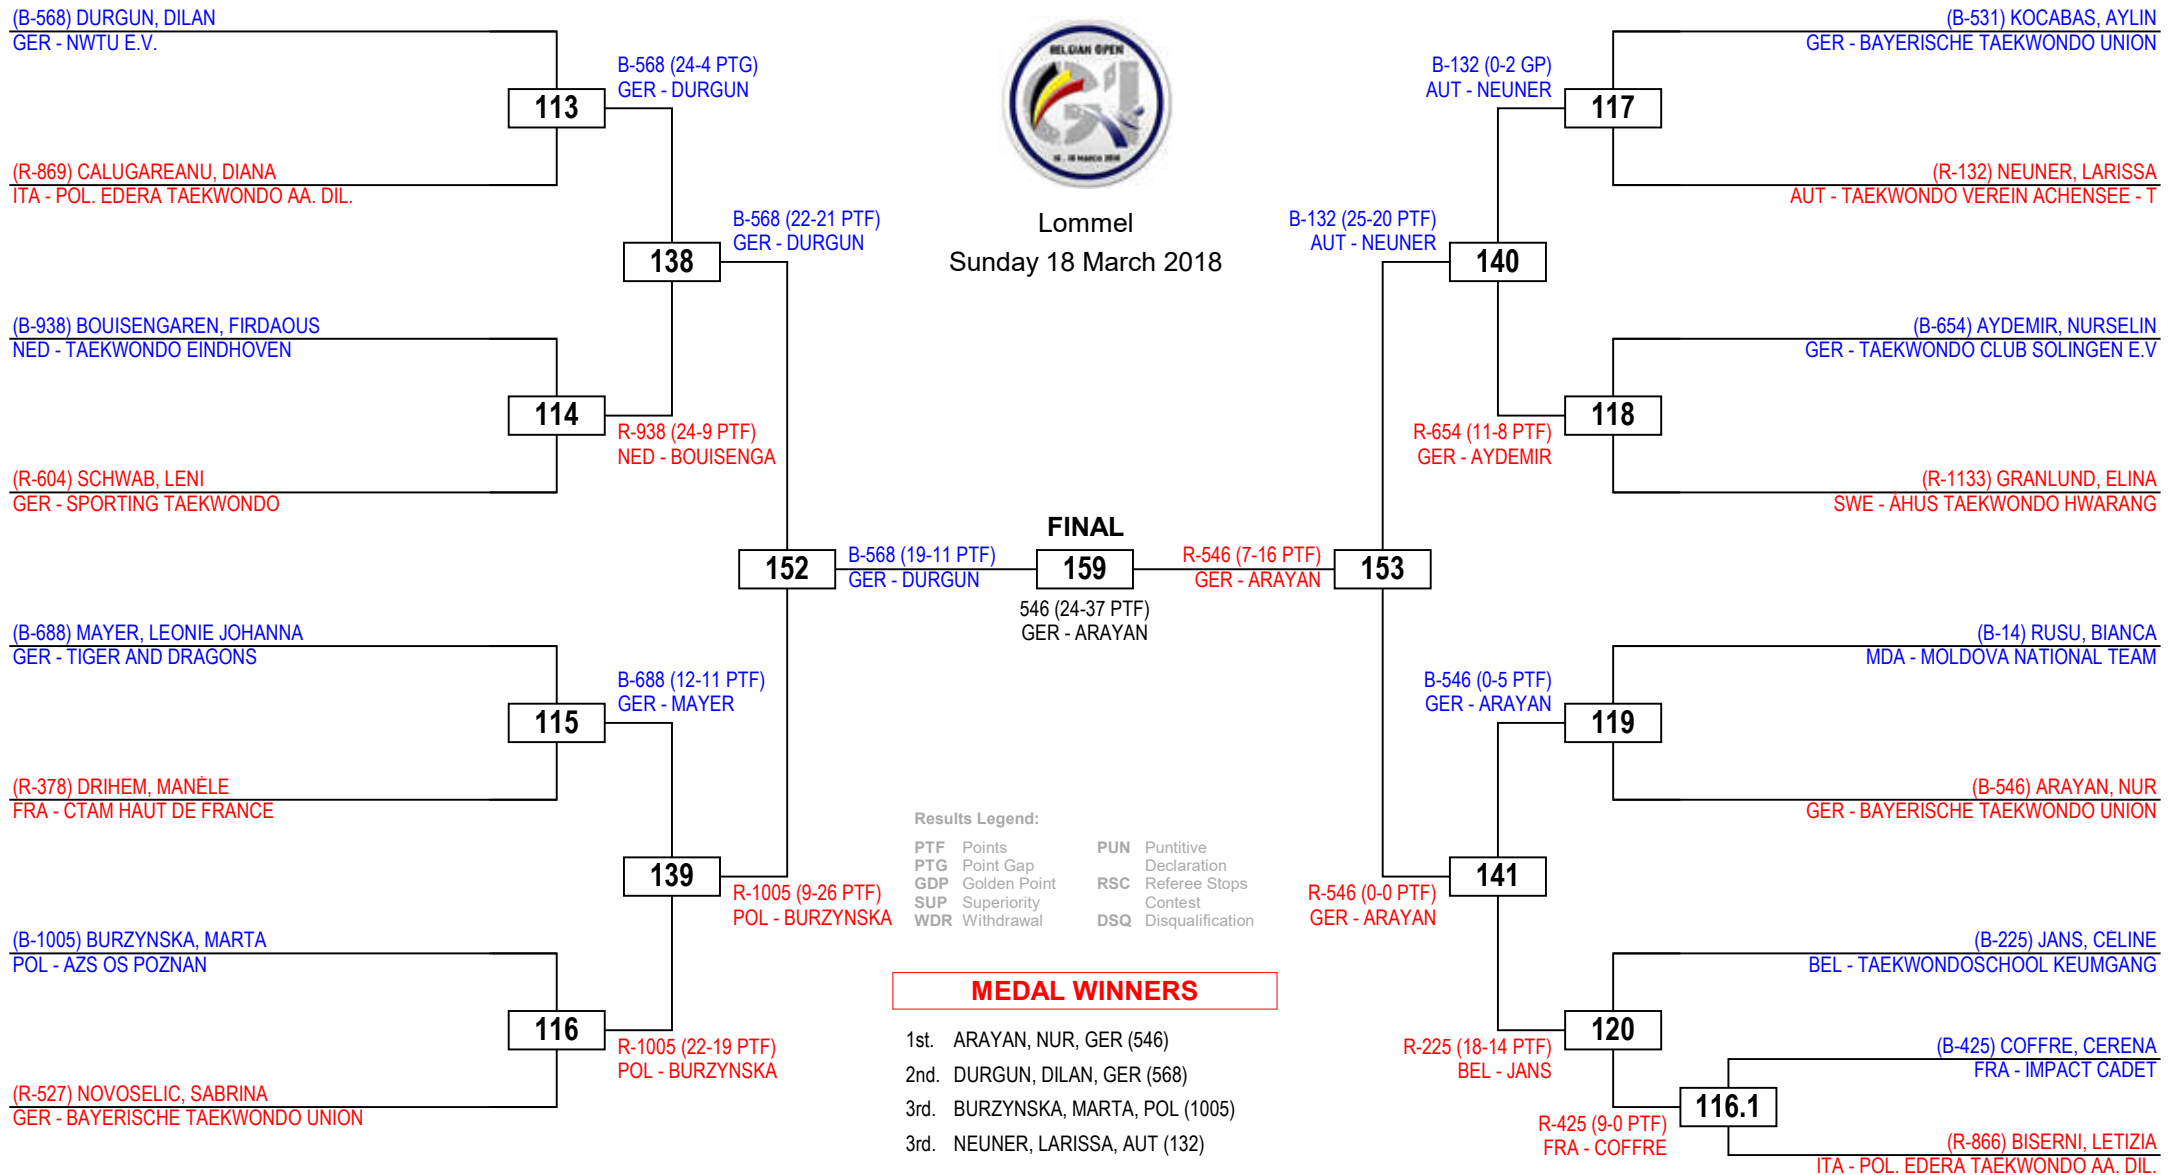 (B-568) DURGUN, DILAN
GER - NWTU E.V.
(R-869) CALUGAREANU, DIANA
ITA - POL. EDERA TAEKWONDO AA. DIL.
(B-938) BOUISENGAREN, FIRDAOUS
NED - TAEKWONDO EINDHOVEN
(R-604) SCHWAB, LENI
GER - SPORTING TAEKWONDO
(B-688) MAYER, LEONIE JOHANNA
GER - TIGER AND DRAGONS
(R-378) DRIHEM, MANÈLE
FRA - CTAM HAUT DE FRANCE
(B-1005) BURZYNSKA, MARTA
POL - AZS OS POZNAN
(R-527) NOVOSELIC, SABRINA
GER - BAYERISCHE TAEKWONDO UNION
113
114
115
116
B-568 (24-4 PTG)
GER - DURGUN
R-938 (24-9 PTF)
NED - BOUISENGA
B-688 (12-11 PTF)
GER - MAYER
R-1005 (22-19 PTF)
POL - BURZYNSKA
138
139
B-568 (22-21 PTF)
GER - DURGUN
R-1005 (9-26 PTF)
POL - BURZYNSKA
152
B-568 (19-11 PTF)
GER - DURGUN
BELGIAN OPEN
G1
Lommel
Sunday 18 March 2018
FINAL
159
546 (24-37 PTF)
GER - ARAYAN
R-546 (7-16 PTF)
GER - ARAYAN
153
B-132 (25-20 PTF)
AUT - NEUNER
R-546 (0-0 PTF)
GER - ARAYAN
140
141
B-132 (0-2 GP)
AUT - NEUNER
R-654 (11-8 PTF)
GER - AYDEMIR
B-546 (0-5 PTF)
GER - ARAYAN
R-225 (18-14 PTF)
BEL - JANS
117
118
119
120
R-425 (9-0 PTF)
FRA - COFFRE
116.1
(B-531) KOCABAS, AYLIN
GER - BAYERISCHE TAEKWONDO UNION
(R-132) NEUNER, LARISSA
AUT - TAEKWONDO VEREIN ACHENSEE - T
(B-654) AYDEMIR, NURSELIN
GER - TAEKWONDO CLUB SOLINGEN E.V
(R-1133) GRANLUND, ELINA
SWE - ÅHUS TAEKWONDO HWARANG
(B-14) RUSU, BIANCA
MDA - MOLDOVA NATIONAL TEAM
(B-546) ARAYAN, NUR
GER - BAYERISCHE TAEKWONDO UNION
(B-225) JANS, CÉLINE
BEL - TAEKWONDOSCHOOL KEUMGANG
(B-425) COFFRE, CERENA
FRA - IMPACT CADET
(R-866) BISERNI, LETIZIA
ITA - POL. EDERA TAEKWONDO AA. DIL.
Results Legend:
PTF Points
PTG Point Gap
GDP Golden Point
SUP Superiority
WDR Withdrawal
PUN Puntitive
Declaration
RSC Referee Stops
Contest
DSQ Disqualification
MEDAL WINNERS
1st. ARAYAN, NUR, GER (546)
2nd. DURGUN, DILAN, GER (568)
3rd. BURZYNSKA, MARTA, POL (1005)
3rd. NEUNER, LARISSA, AUT (132)